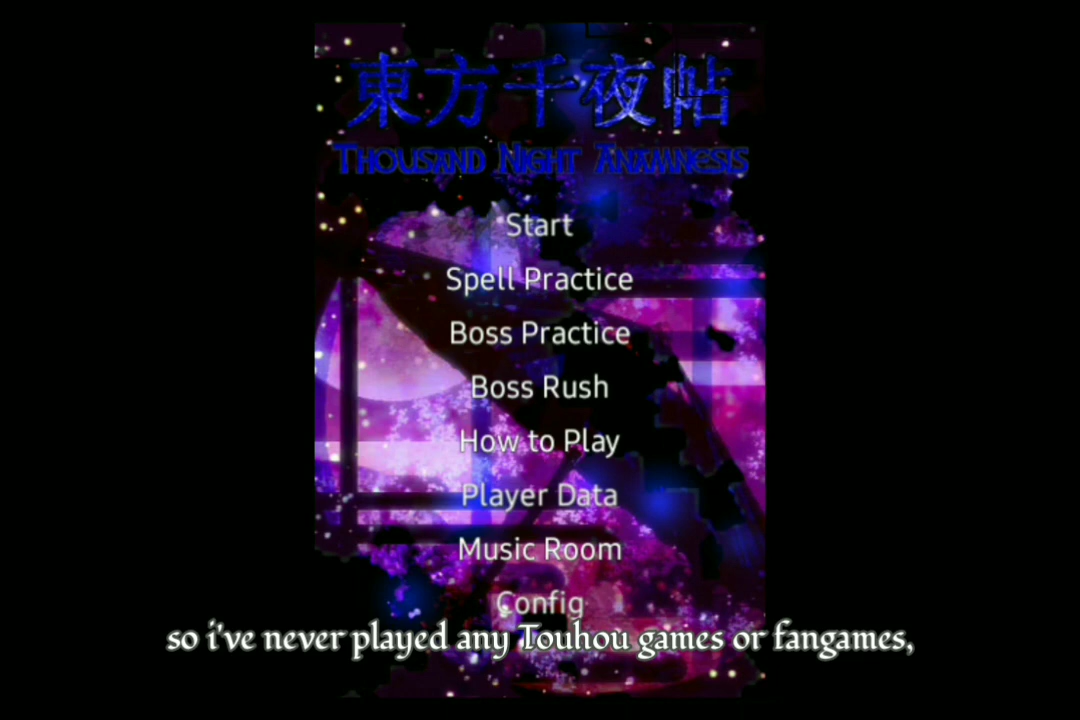 東方千夜帖
Thousand Night Anamnesis
Start
Spell Practice
Boss Practice
Boss Rush
How to Play
Player Data
Music Room
Config
so i've never played any Touhou games or fangames,